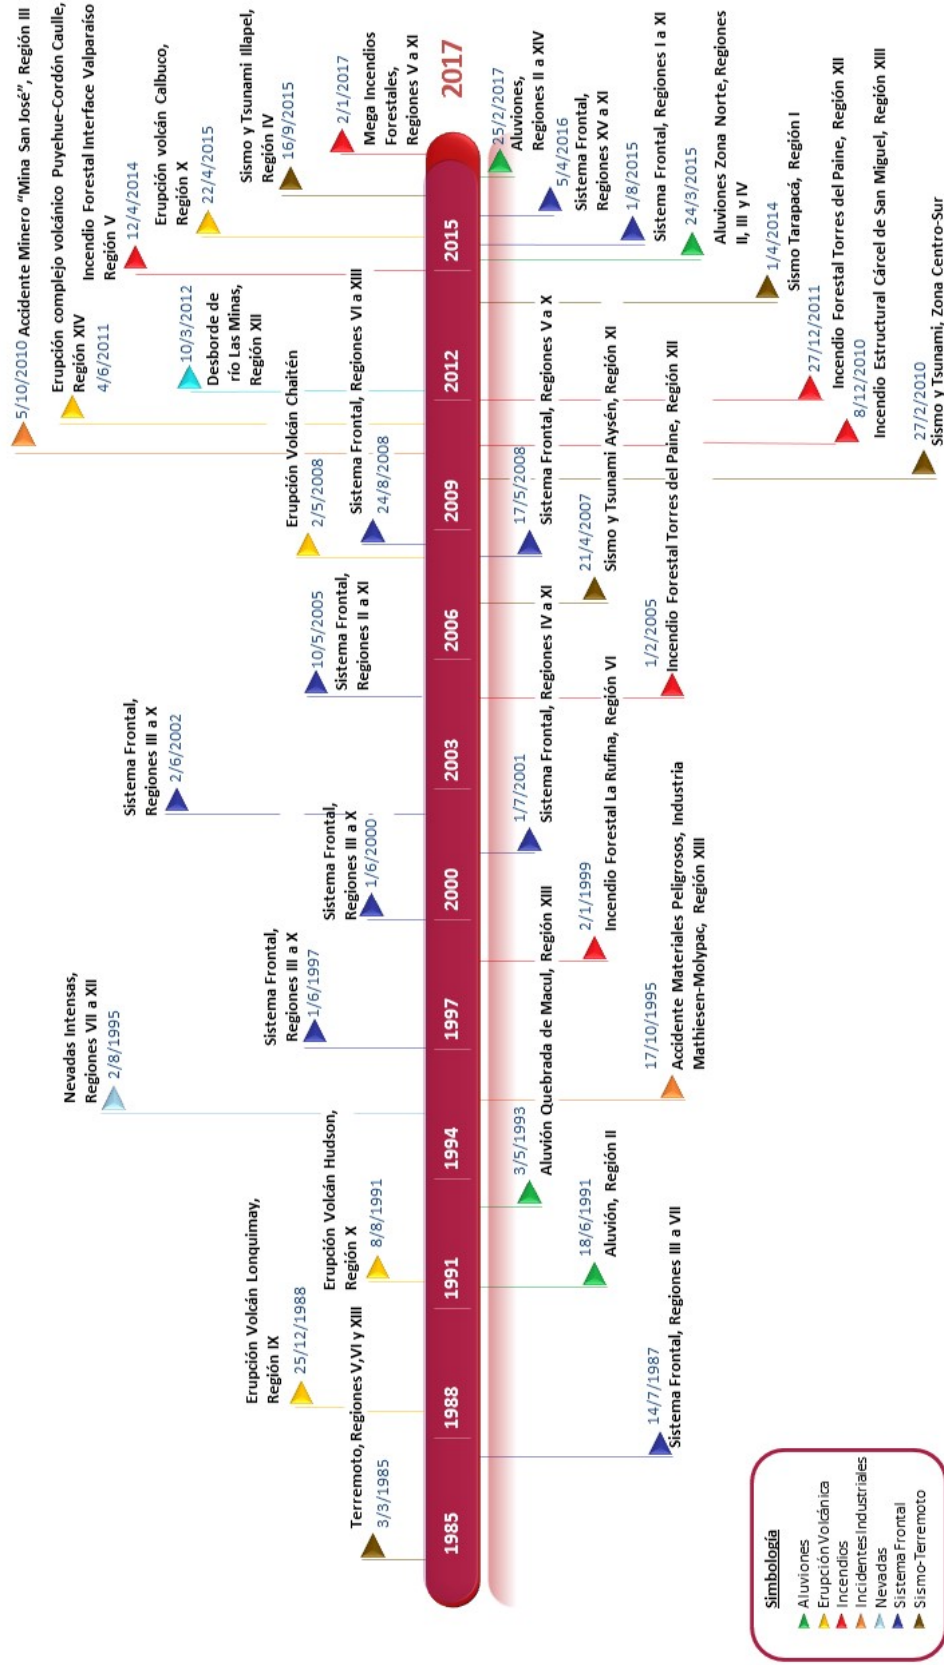 Terremoto, Regiones V,VI y XIII
3/3/1985
Erupción Volcán Lonquimay,
Región IX
25/12/1988
Erupción Volcán Hudson,
Región X
8/8/1991
Nevadas Intensas,
Regiones VII a XII
2/8/1995
Sistema Frontal,
Regiones III a X
1/6/1997
Sistema Frontal,
Regiones III a X
1/6/2000
Sistema Frontal,
Regiones III a X
2/6/2002
10/5/2005
Sistema Frontal,
Regiones II a XI
Erupción Volcán Chaitén
2/5/2008
Sistema Frontal, Regiones VI a XIII
24/8/2008
5/10/2010 Accidente Minero “Mina San José”, Región III
Erupción complejo volcánico Puyehue-Cordón Caulle,
Región XIV
4/6/2011
10/3/2012
Desborde de
río Las Minas,
Región XII
Incendio Forestal Interface Valparaíso
Región V
12/4/2014
Erupción volcán Calbuco,
Región X
22/4/2015
Sismo y Tsunami Illapel,
Región IV
16/9/2015
2/1/2017
Mega Incendios
Forestales,
Regiones V a XI
1985
1988
1991
1994
1997
2000
2003
2006
2009
2012
2015
2017
14/7/1987
Sistema Frontal, Regiones III a VII
18/6/1991
Aluvión, Región II
3/5/1993
Aluvión Quebrada de Macul, Región XIII
17/10/1995
Accidente Materiales Peligrosos, Industria
Mathiesen-Molypac, Región XIII
2/1/1999
Incendio Forestal La Rufina, Región VI
1/7/2001
Sistema Frontal, Regiones IV a XI
1/2/2005
Incendio Forestal Torres del Paine, Región XII
21/4/2007
Sismo y Tsunami Aysén, Región XI
17/5/2008
Sistema Frontal, Regiones V a X
27/2/2010
Sismo y Tsunami, Zona Centro-Sur
8/12/2010
Incendio Estructural Cárcel de San Miguel, Región XIII
27/12/2011
Incendio Forestal Torres del Paine, Región XII
1/4/2014
Sismo Tarapacá, Región I
24/3/2015
Aluviones Zona Norte, Regiones
II, III y IV
1/8/2015
Sistema Frontal, Regiones I a XI
5/4/2016
Sistema Frontal,
Regiones XV a XI
25/2/2017
Aluviones,
Regiones II a XIV
Simbología
Aluviones
Erupción Volcánica
Incendios
Incidentes Industriales
Nevadas
Sistema Frontal
Sismo-Terremoto